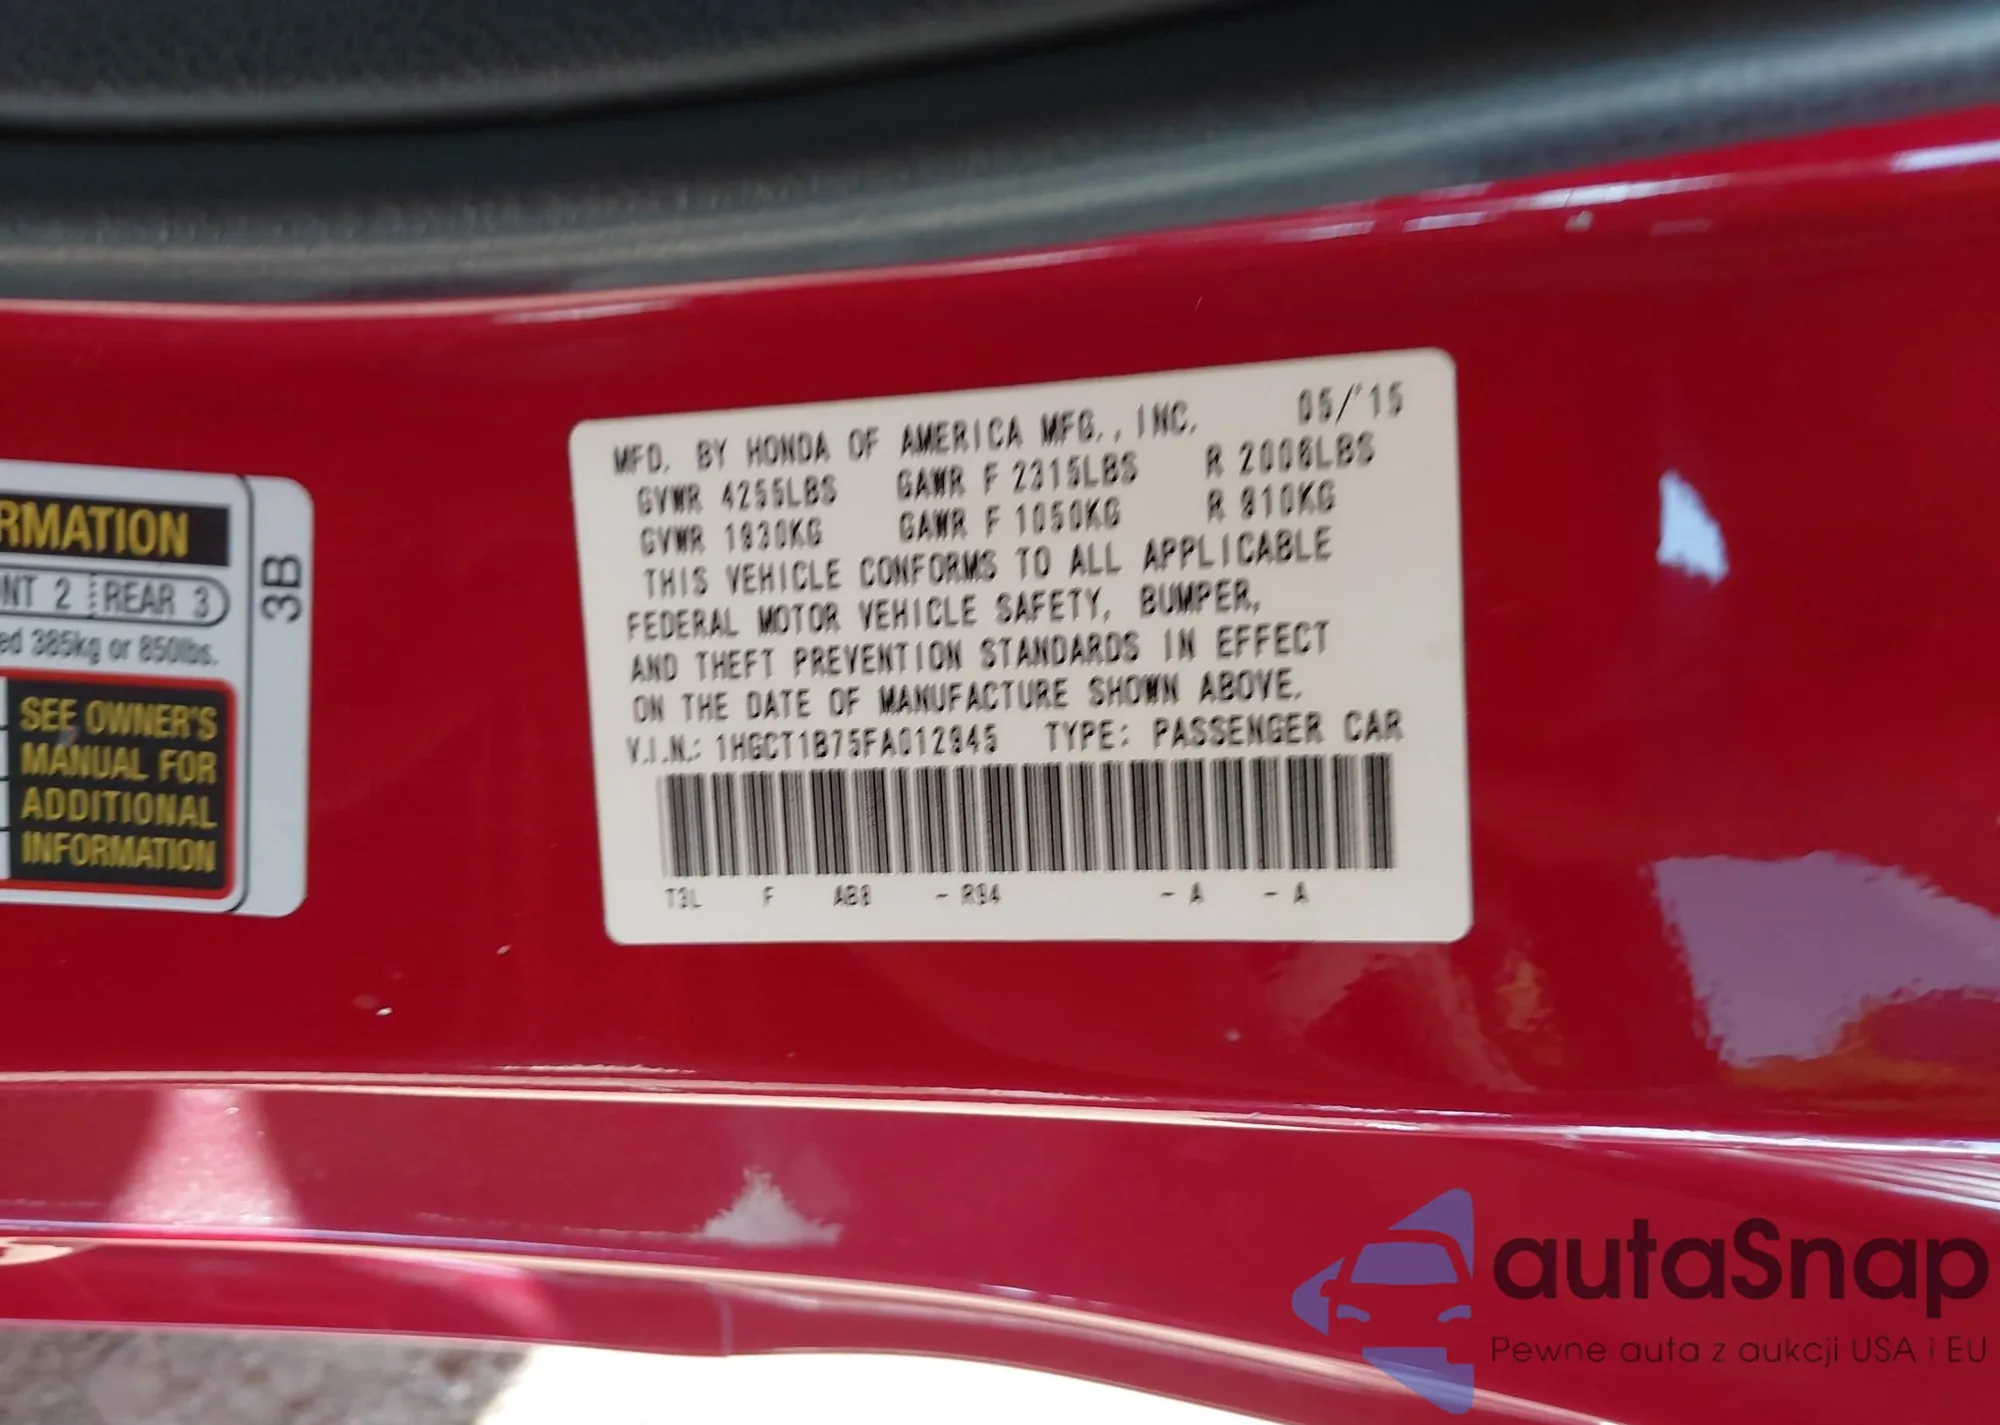 MFD. BY HONDA OF AMERICA MFG., INC. 05/'15
GVWR 4255LBS GAWR F 2315LBS R 2006LBS
GVWR 1930KG GAWR F 1050KG R 910KG
THIS VEHICLE CONFORMS TO ALL APPLICABLE
FEDERAL MOTOR VEHICLE SAFETY, BUMPER,
AND THEFT PREVENTION STANDARDS IN EFFECT
ON THE DATE OF MANUFACTURE SHOWN ABOVE.
V.I.N.: 1HGCT1B75FA012945 TYPE: PASSENGER CAR
T3L F AB8 - R94 - A - A
RMATION
NT 2 REAR 3
ed 385kg or 850lbs.
SEE OWNER'S
MANUAL FOR
ADDITIONAL
INFORMATION
3B
autaSnap
Pewne auta z aukcji USA i EU